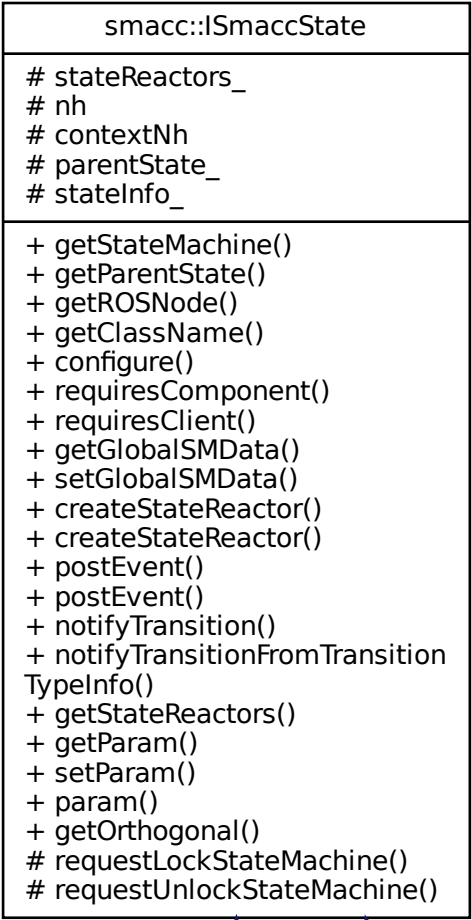 smacc::ISmaccState
# stateReactors_
# nh
# contextNh
# parentState_
# stateInfo_
+ getStateMachine()
+ getParentState()
+ getROSNode()
+ getClassName()
+ configure()
+ requiresComponent()
+ requiresClient()
+ getGlobalSMData()
+ setGlobalSMData()
+ createStateReactor()
+ createStateReactor()
+ postEvent()
+ postEvent()
+ notifyTransition()
+ notifyTransitionFromTransition
TypeInfo()
+ getStateReactors()
+ getParam()
+ setParam()
+ param()
+ getOrthogonal()
# requestLockStateMachine()
# requestUnlockStateMachine()